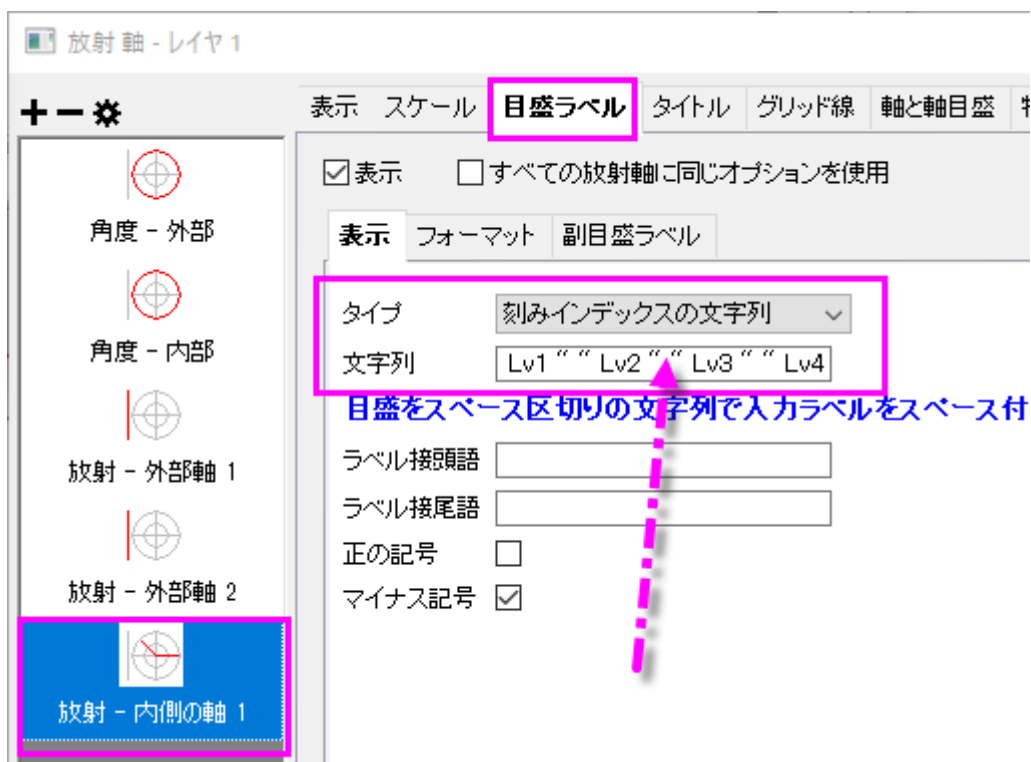 放射 軸 - レイヤ 1
表示 スケール 目盛ラベル タイトル グリッド線 軸と軸目盛
表示 すべての放射軸に同じオプションを使用
角度 - 外部
表示 フォーマット 副目盛ラベル
タイプ 刻みインデックスの文字列
角度 - 内部
文字列 Lv1 " " Lv2 " " Lv3 " " Lv4
目盛をスペース区切りの文字列で入力ラベルをスペース付
ラベル接頭語
放射 - 外部軸 1
ラベル接尾語
正の記号
放射 - 外部軸 2
マイナス記号
放射 - 内側の軸 1